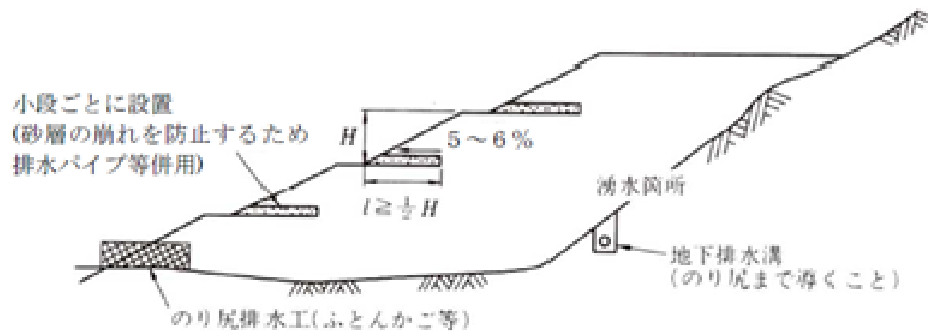 小段ごとに設置
(砂層の崩れを防止するため
排水パイプ等併用)
H
5～6%
l≧½H
湧水箇所
地下排水溝
(のり尻まで導くこと)
のり尻排水工(ふとんかご等)